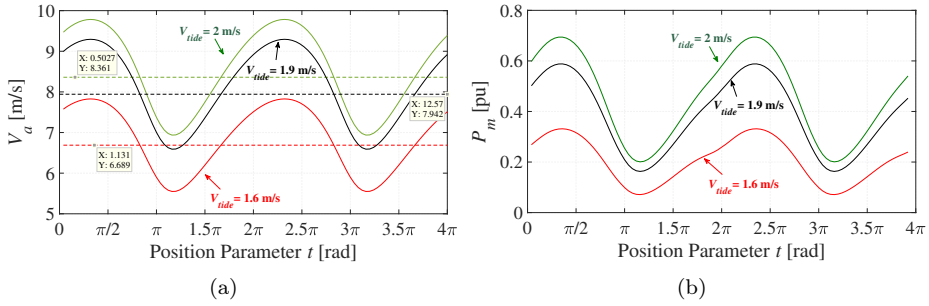 10
9
8
7
6
5
V_a [m/s]
V_tide = 2 m/s
V_tide = 1.9 m/s
X: 0.5027
Y: 8.361
X: 12.57
Y: 7.942
X: 1.131
Y: 6.689
V_tide = 1.6 m/s
0 π/2 π 1.5π 2π 2.5π 3π 3.5π 4π
Position Parameter t [rad]
(a)
0.8
0.6
0.4
0.2
0
P_m [pu]
V_tide = 2 m/s
V_tide = 1.9 m/s
V_tide = 1.6 m/s
0 π/2 π 1.5π 2π 2.5π 3π 3.5π 4π
Position Parameter t [rad]
(b)